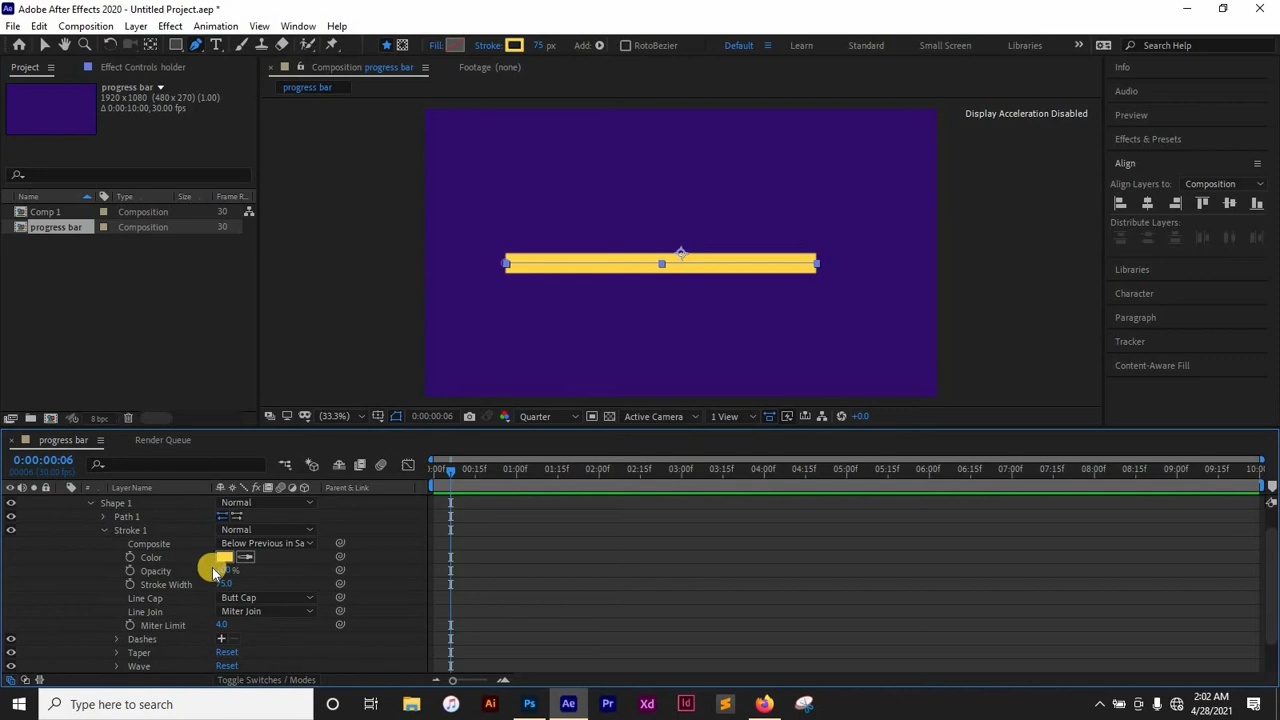 Adobe After Effects 2020 - Untitled Project.aep *
File Edit Composition Layer Effect Animation View Window Help
Fill: Stroke: 75 px Add: RotoBezier Default Learn Standard Small Screen Libraries Search Help
Project Effect Controls holder Composition progress bar Footage (none) Info
progress bar
1920 x 1080 (480 x 270) (1.00)
Δ 0:00:10:00, 30.00 fps
progress bar
Display Acceleration Disabled
Audio
Preview
Effects & Presets
Align
Align Layers to: Composition
Distribute Layers:
Libraries
Character
Paragraph
Tracker
Content-Aware Fill
Name Type Size Frame R...
Comp 1 Composition 30
progress bar Composition 30
8 bpc (33.3%) 0:00:00:06 Quarter Active Camera 1 View +0.0
progress bar Render Queue
0:00:00:06
00006 (30.00 fps)
00:15f 01:00f 01:15f 02:00f 02:15f 03:00f 03:15f 04:00f 04:15f 05:00f 05:15f 06:00f 06:15f 07:00f 07:15f 08:00f 08:15f 09:00f 09:15f
# Layer Name Parent & Link
Shape 1 Normal
Path 1
Stroke 1 Normal
Composite Below Previous in Sa
Color
Opacity %
Stroke Width 75.0
Line Cap Butt Cap
Line Join Miter Join
Miter Limit 4.0
Dashes + −
Taper Reset
Wave Reset
Toggle Switches / Modes
Type here to search Ai Ps Ae Pr Xd Id
2:02 AM
4/28/2021